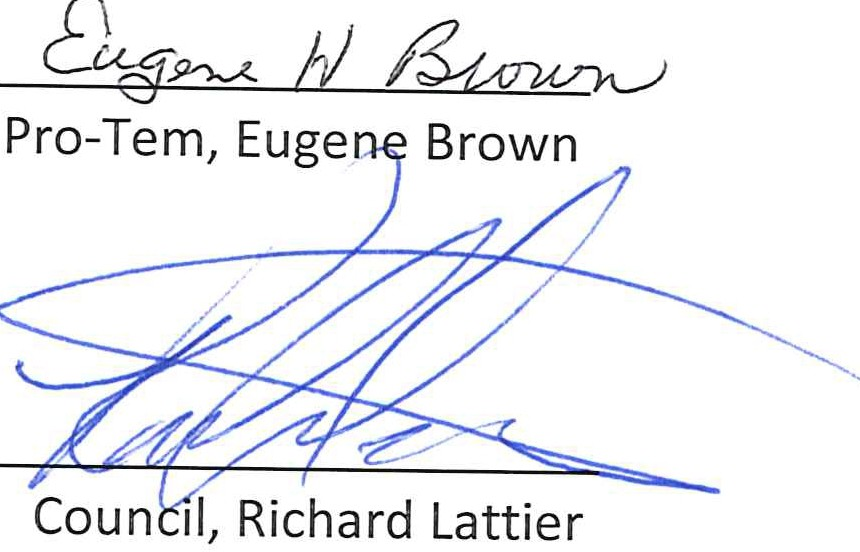 Eugene W Brown
Pro-Tem, Eugene Brown
Council, Richard Lattier